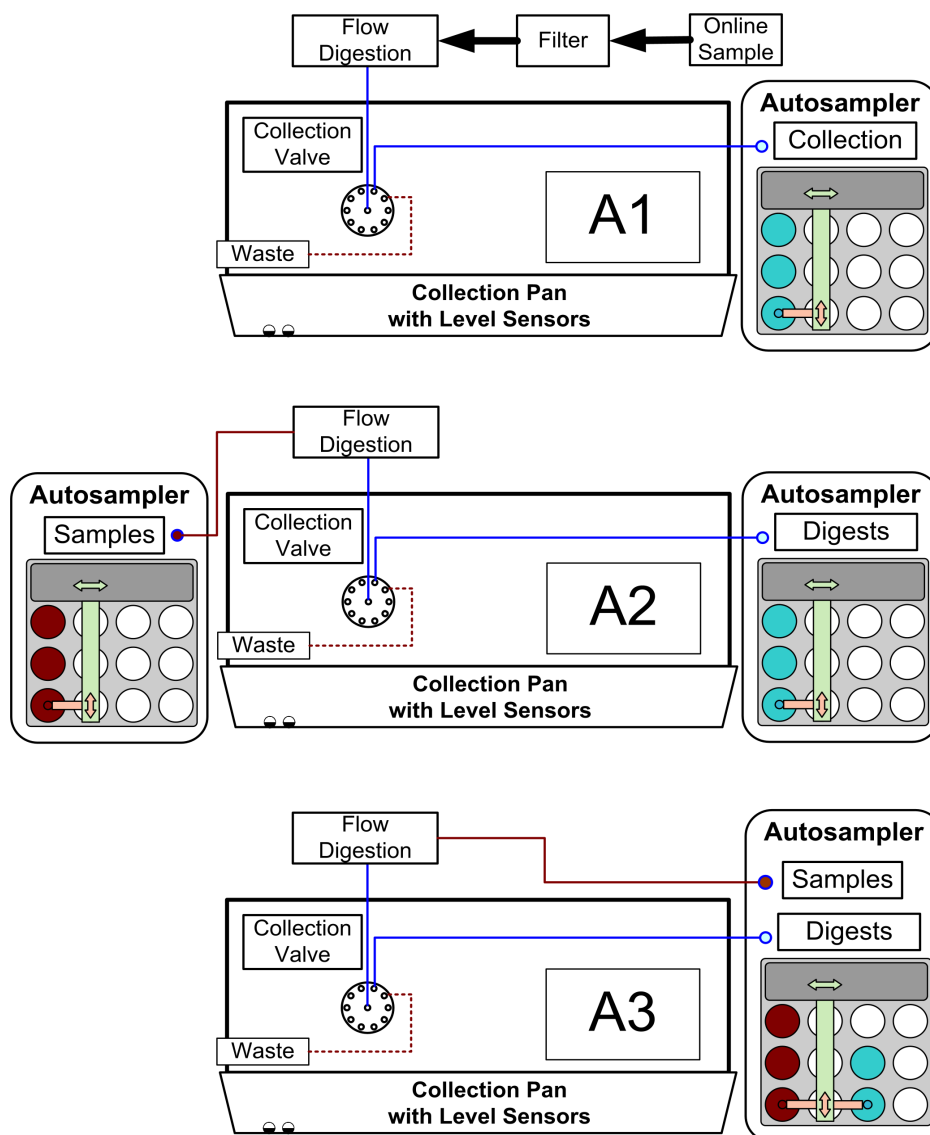 Flow
Digestion
Filter
Online
Sample
Autosampler
Collection
Collection
Valve
A1
Waste
Collection Pan
with Level Sensors
Flow
Digestion
Autosampler
Samples
Collection
Valve
A2
Waste
Collection Pan
with Level Sensors
Autosampler
Digests
Flow
Digestion
Autosampler
Samples
Digests
Collection
Valve
A3
Waste
Collection Pan
with Level Sensors